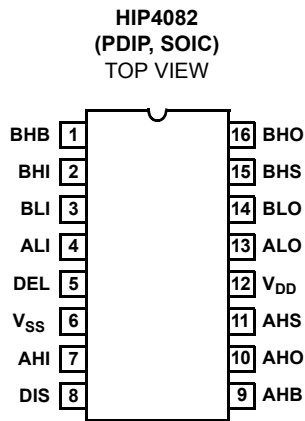 HIP4082
(PDIP, SOIC)
TOP VIEW
BHB 1 16 BHO
BHI 2 15 BHS
BLI 3 14 BLO
ALI 4 13 ALO
DEL 5 12 VDD
VSS 6 11 AHS
AHI 7 10 AHO
DIS 8 9 AHB